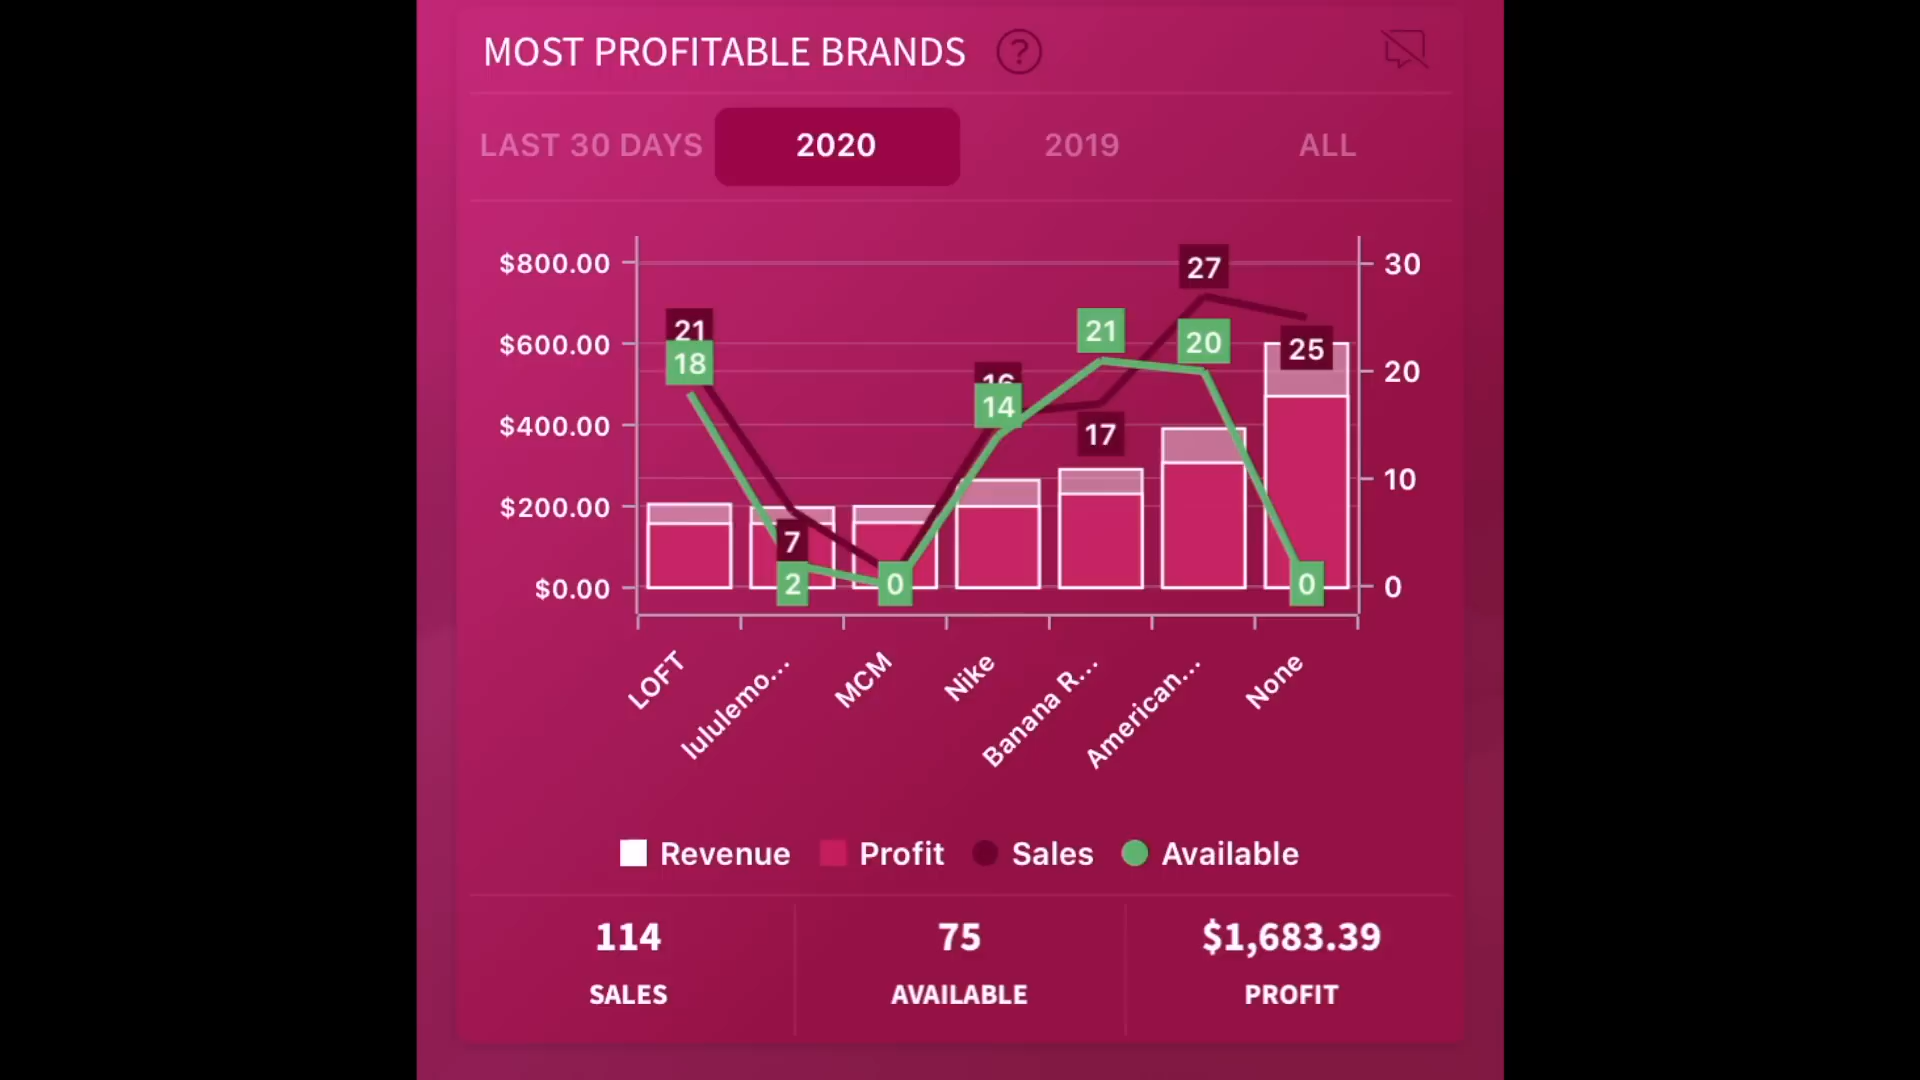 MOST PROFITABLE BRANDS ?
LAST 30 DAYS 2020 2019 ALL
$800.00
$600.00
$400.00
$200.00
$0.00
30
20
10
0
21
18
7
2
0
16
14
21
17
27
20
25
0
LOFT
lululemo...
MCM
Nike
Banana R...
American...
None
Revenue Profit Sales Available
114 75 $1,683.39
SALES AVAILABLE PROFIT